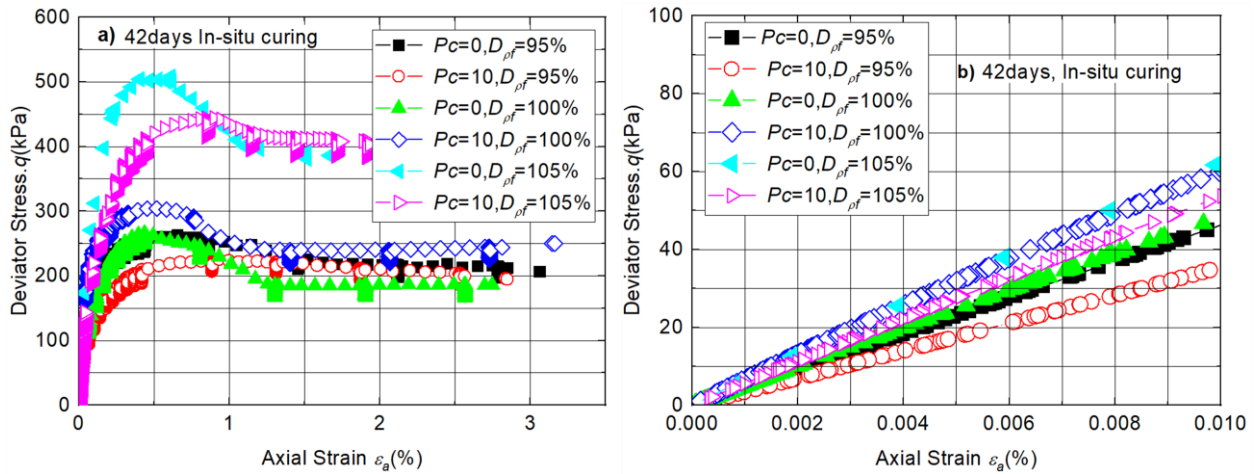 a) 42days In-situ curing
Pc=0,Dρf=95%
Pc=10,Dρf=95%
Pc=0,Dρf=100%
Pc=10,Dρf=100%
Pc=0,Dρf=105%
Pc=10,Dρf=105%
600
500
400
300
200
100
0
Deviator Stress.q(kPa)
0 1 2 3
Axial Strain εa(%)
Pc=0,Dρf=95%
Pc=10,Dρf=95%
Pc=0,Dρf=100%
Pc=10,Dρf=100%
Pc=0,Dρf=105%
Pc=10,Dρf=105%
b) 42days, In-situ curing
100
80
60
40
20
0
Deviator Stress.q(kPa)
0.000 0.002 0.004 0.006 0.008 0.010
Axial Strain εa(%)